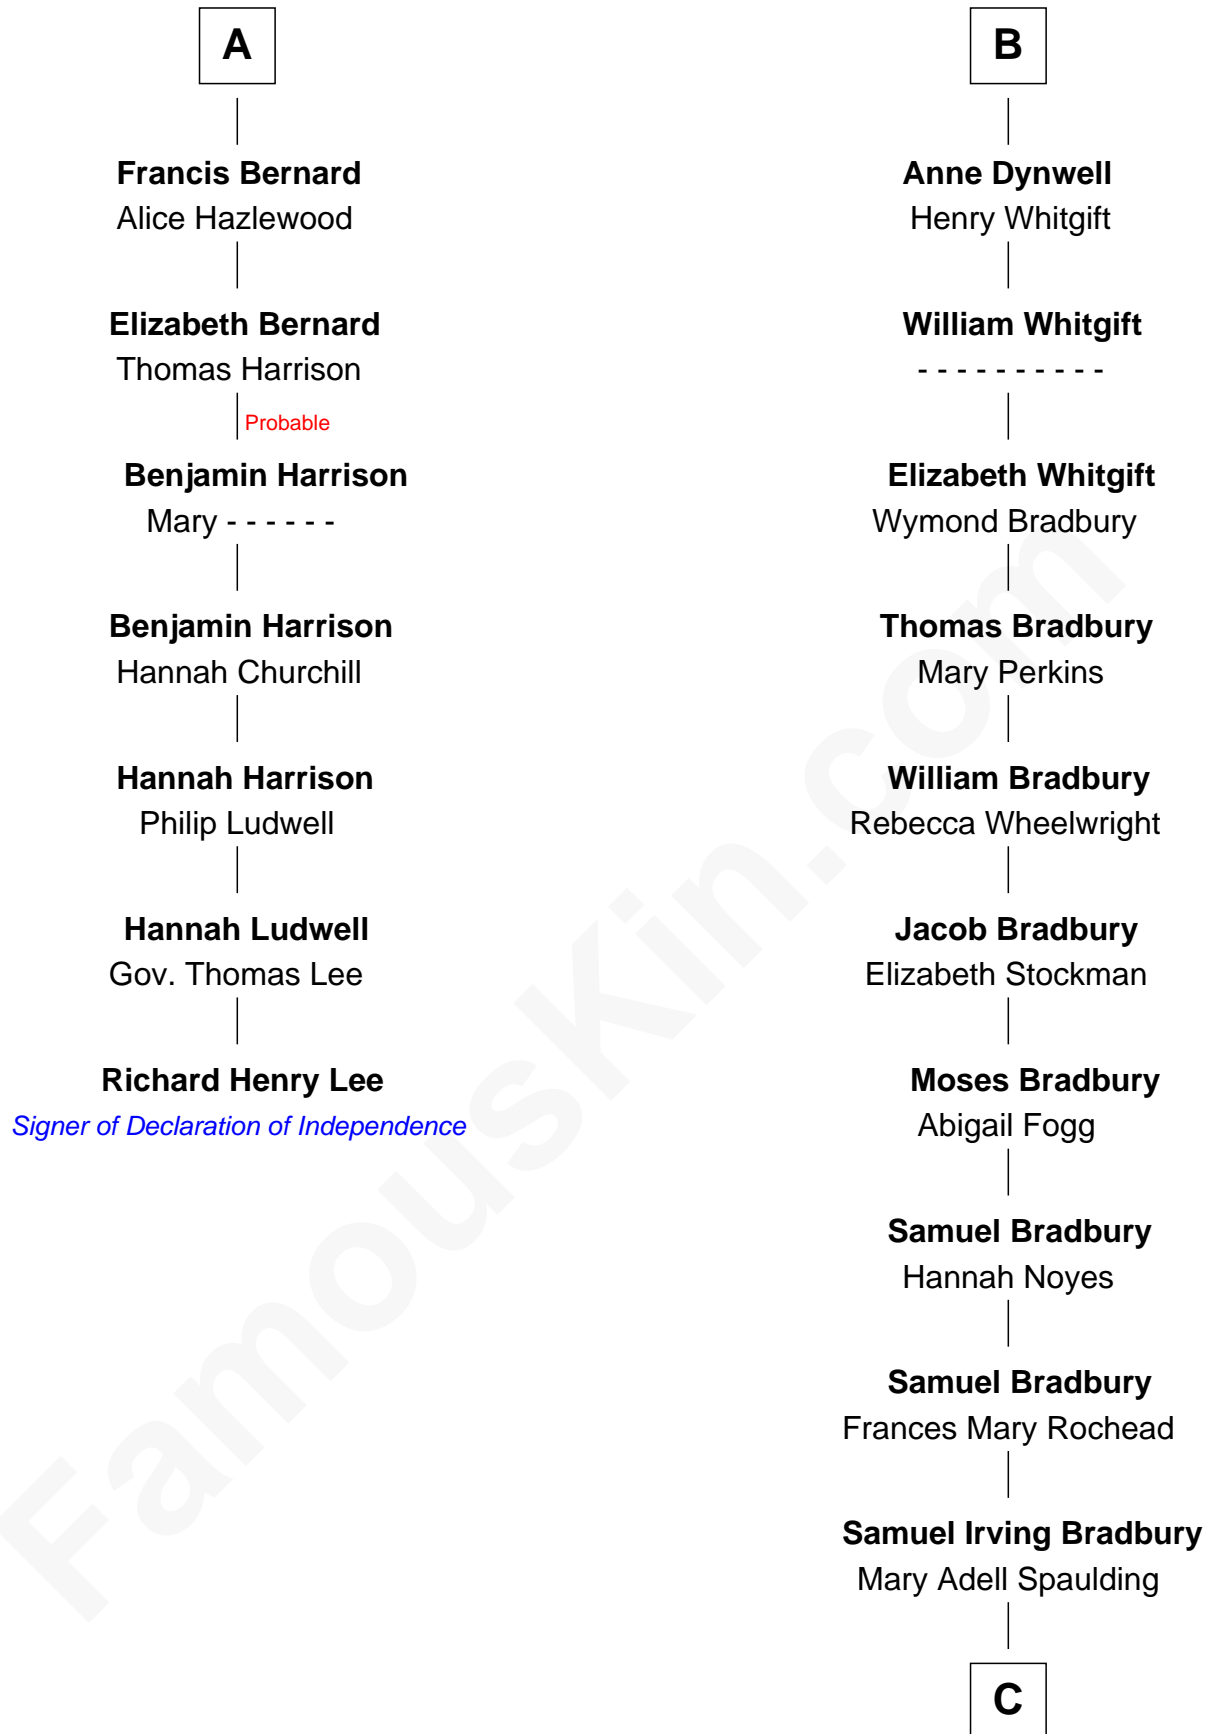 A
Francis Bernard
Alice Hazlewood
Elizabeth Bernard
Thomas Harrison
Probable
Benjamin Harrison
Mary - - - - - -
Benjamin Harrison
Hannah Churchill
Hannah Harrison
Philip Ludwell
Hannah Ludwell
Gov. Thomas Lee
Richard Henry Lee
Signer of Declaration of Independence
B
Anne Dynwell
Henry Whitgift
William Whitgift
- - - - - - - - - -
Elizabeth Whitgift
Wymond Bradbury
Thomas Bradbury
Mary Perkins
William Bradbury
Rebecca Wheelwright
Jacob Bradbury
Elizabeth Stockman
Moses Bradbury
Abigail Fogg
Samuel Bradbury
Hannah Noyes
Samuel Bradbury
Frances Mary Rochead
Samuel Irving Bradbury
Mary Adell Spaulding
C
FamousKin.com